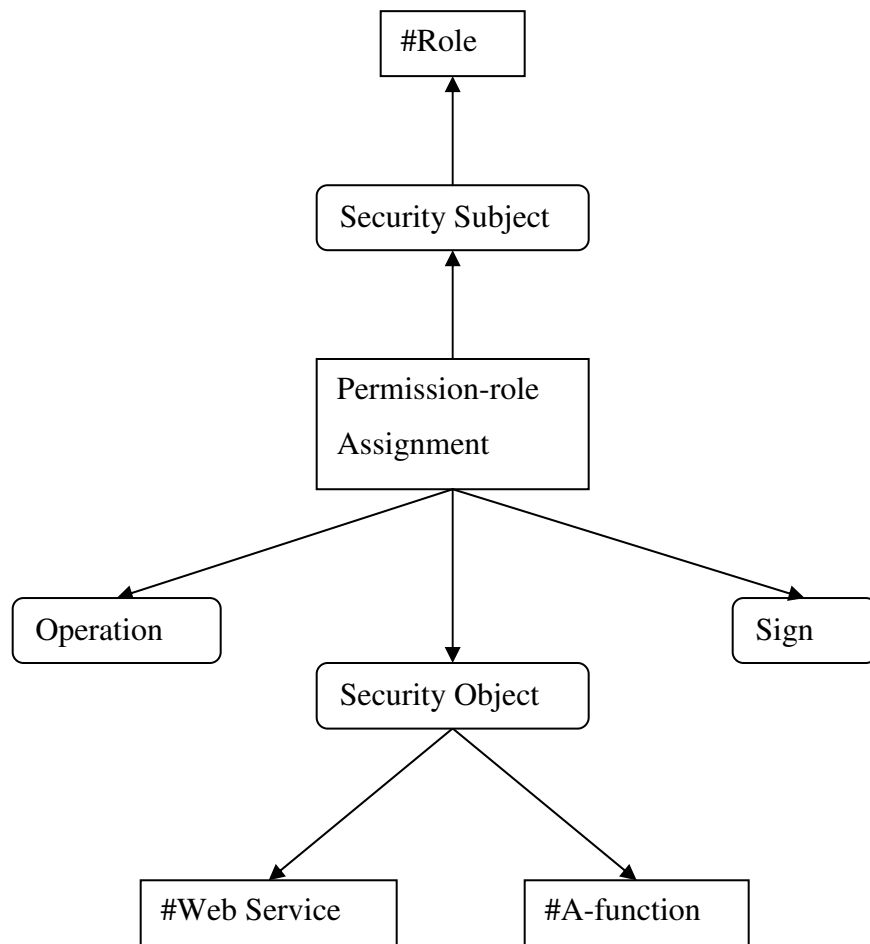 #Role
Security Subject
Permission-role
Assignment
Operation
Sign
Security Object
#Web Service
#A-function